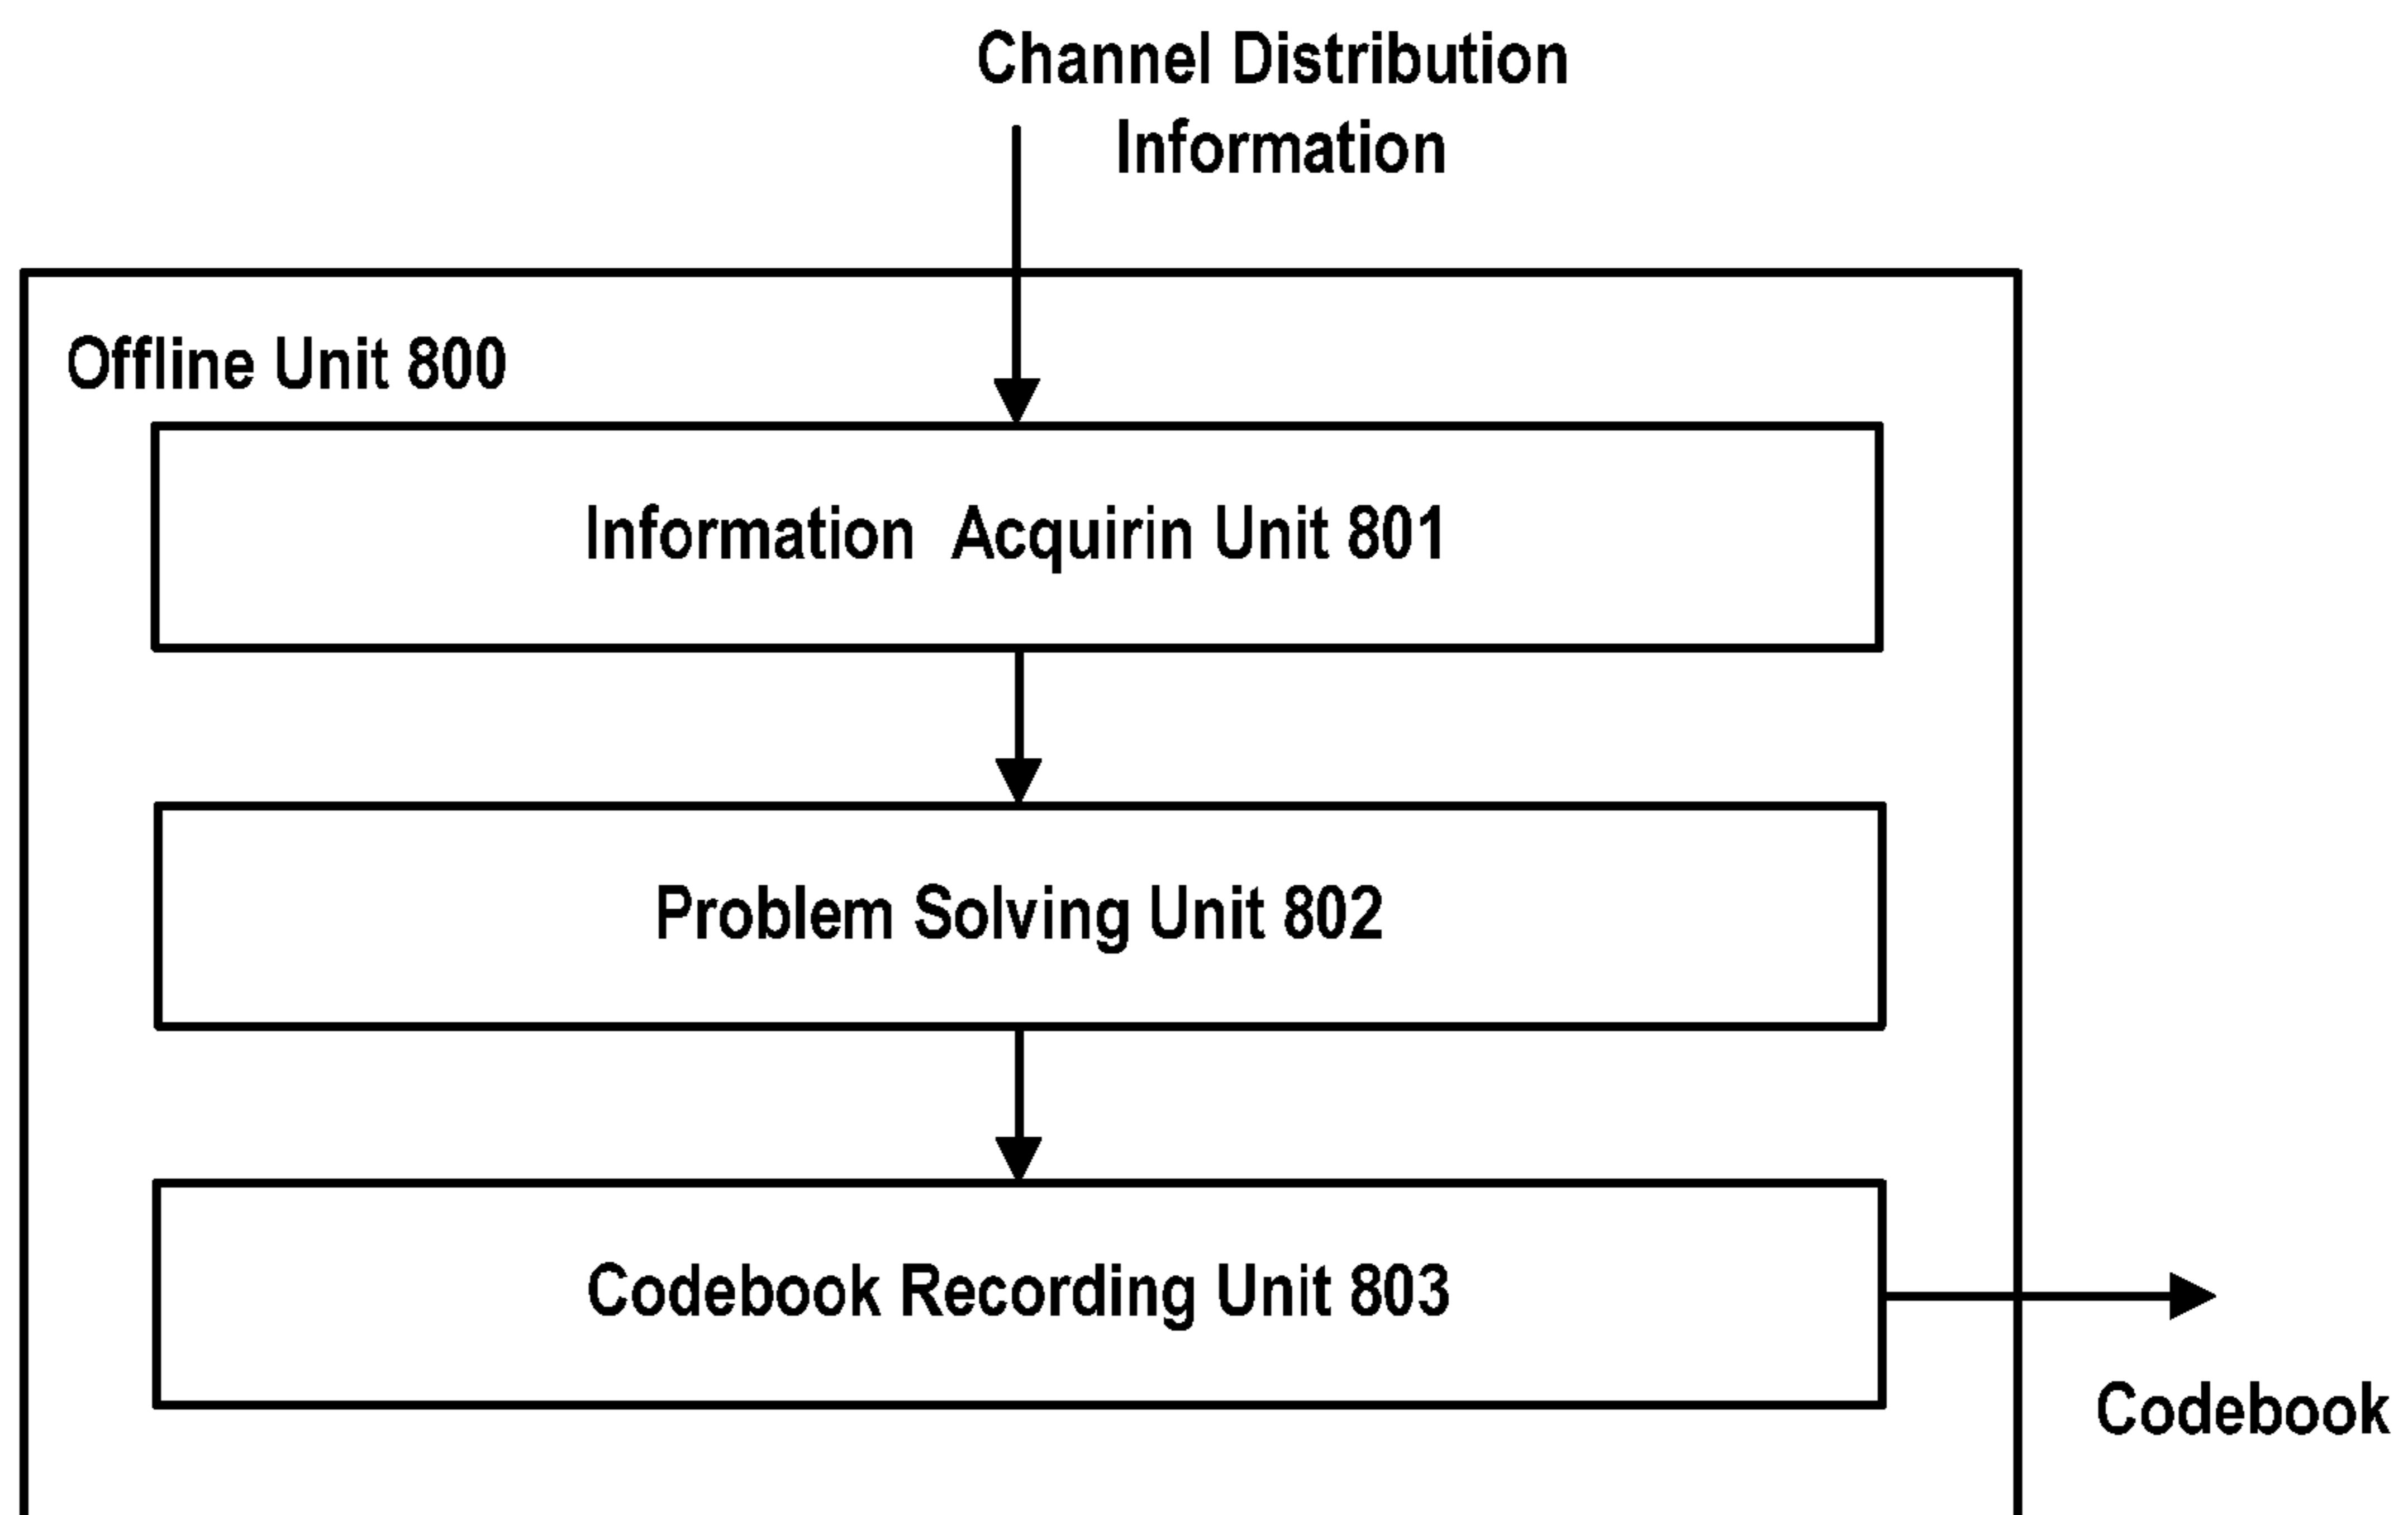 Channel Distribution
Information
Offline Unit 800
Information Acquirin Unit 801
Problem Solving Unit 802
Codebook Recording Unit 803
Codebook